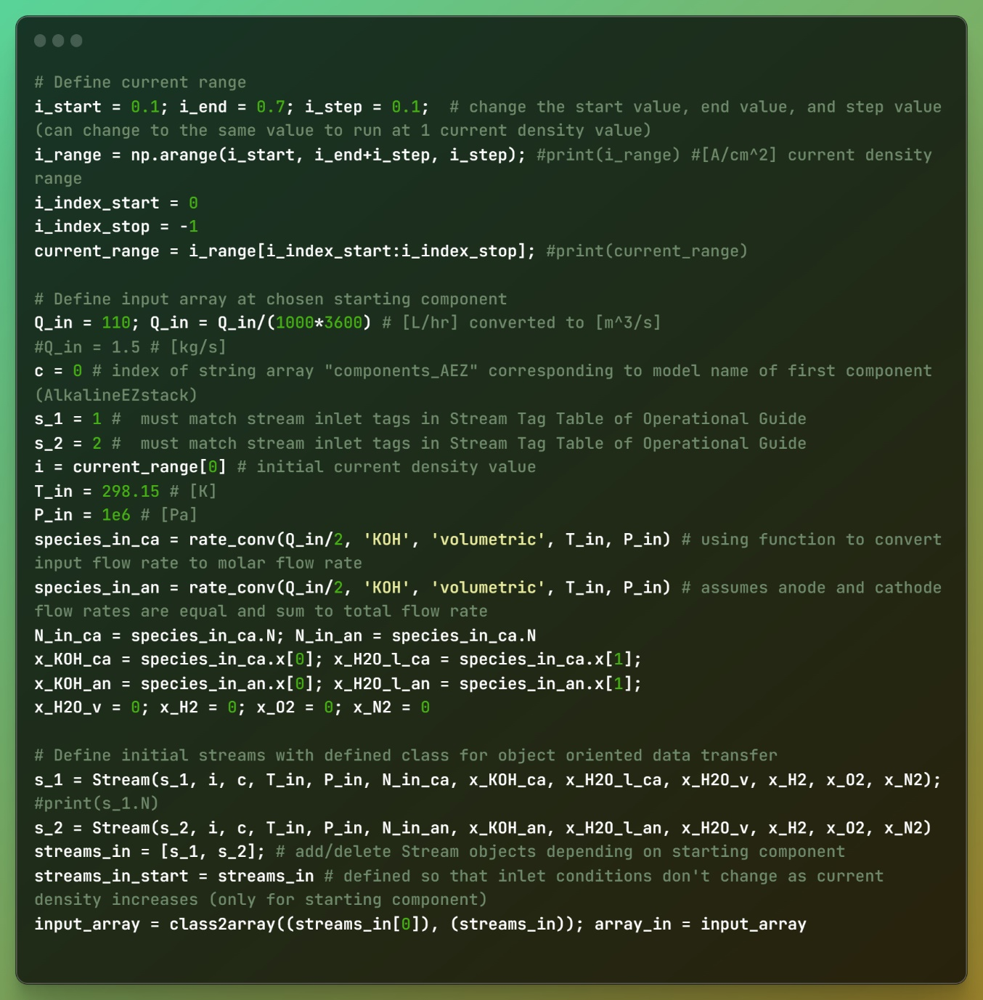 # Define current range
i_start = 0.1; i_end = 0.7; i_step = 0.1;  # change the start value, end value, and step value
(can change to the same value to run at 1 current density value)
i_range = np.arange(i_start, i_end+i_step, i_step); #print(i_range) #[A/cm^2] current density
range
i_index_start = 0
i_index_stop = -1
current_range = i_range[i_index_start:i_index_stop]; #print(current_range)

# Define input array at chosen starting component
Q_in = 110; Q_in = Q_in/(1000*3600) # [L/hr] converted to [m^3/s]
#Q_in = 1.5 # [kg/s]
c = 0 # index of string array "components_AEZ" corresponding to model name of first component
(AlkalineEZstack)
s_1 = 1 #  must match stream inlet tags in Stream Tag Table of Operational Guide
s_2 = 2 #  must match stream inlet tags in Stream Tag Table of Operational Guide
i = current_range[0] # initial current density value
T_in = 298.15 # [K]
P_in = 1e6 # [Pa]
species_in_ca = rate_conv(Q_in/2, 'KOH', 'volumetric', T_in, P_in) # using function to convert
input flow rate to molar flow rate
species_in_an = rate_conv(Q_in/2, 'KOH', 'volumetric', T_in, P_in) # assumes anode and cathode
flow rates are equal and sum to total flow rate
N_in_ca = species_in_ca.N; N_in_an = species_in_ca.N
x_KOH_ca = species_in_ca.x[0]; x_H2O_l_ca = species_in_ca.x[1];
x_KOH_an = species_in_an.x[0]; x_H2O_l_an = species_in_an.x[1];
x_H2O_v = 0; x_H2 = 0; x_O2 = 0; x_N2 = 0

# Define initial streams with defined class for object oriented data transfer
s_1 = Stream(s_1, i, c, T_in, P_in, N_in_ca, x_KOH_ca, x_H2O_l_ca, x_H2O_v, x_H2, x_O2, x_N2);
#print(s_1.N)
s_2 = Stream(s_2, i, c, T_in, P_in, N_in_an, x_KOH_an, x_H2O_l_an, x_H2O_v, x_H2, x_O2, x_N2)
streams_in = [s_1, s_2]; # add/delete Stream objects depending on starting component
streams_in_start = streams_in # defined so that inlet conditions don't change as current
density increases (only for starting component)
input_array = class2array((streams_in[0]), (streams_in)); array_in = input_array